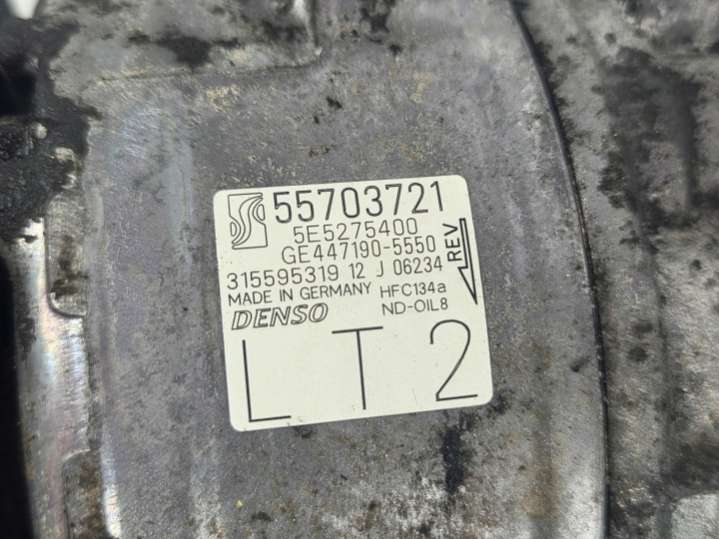 55703721
5E5275400
GE447190-5550
315595319 12 J 06234
REV
MADE IN GERMANY HFC134a
DENSO ND-OIL8
LT2